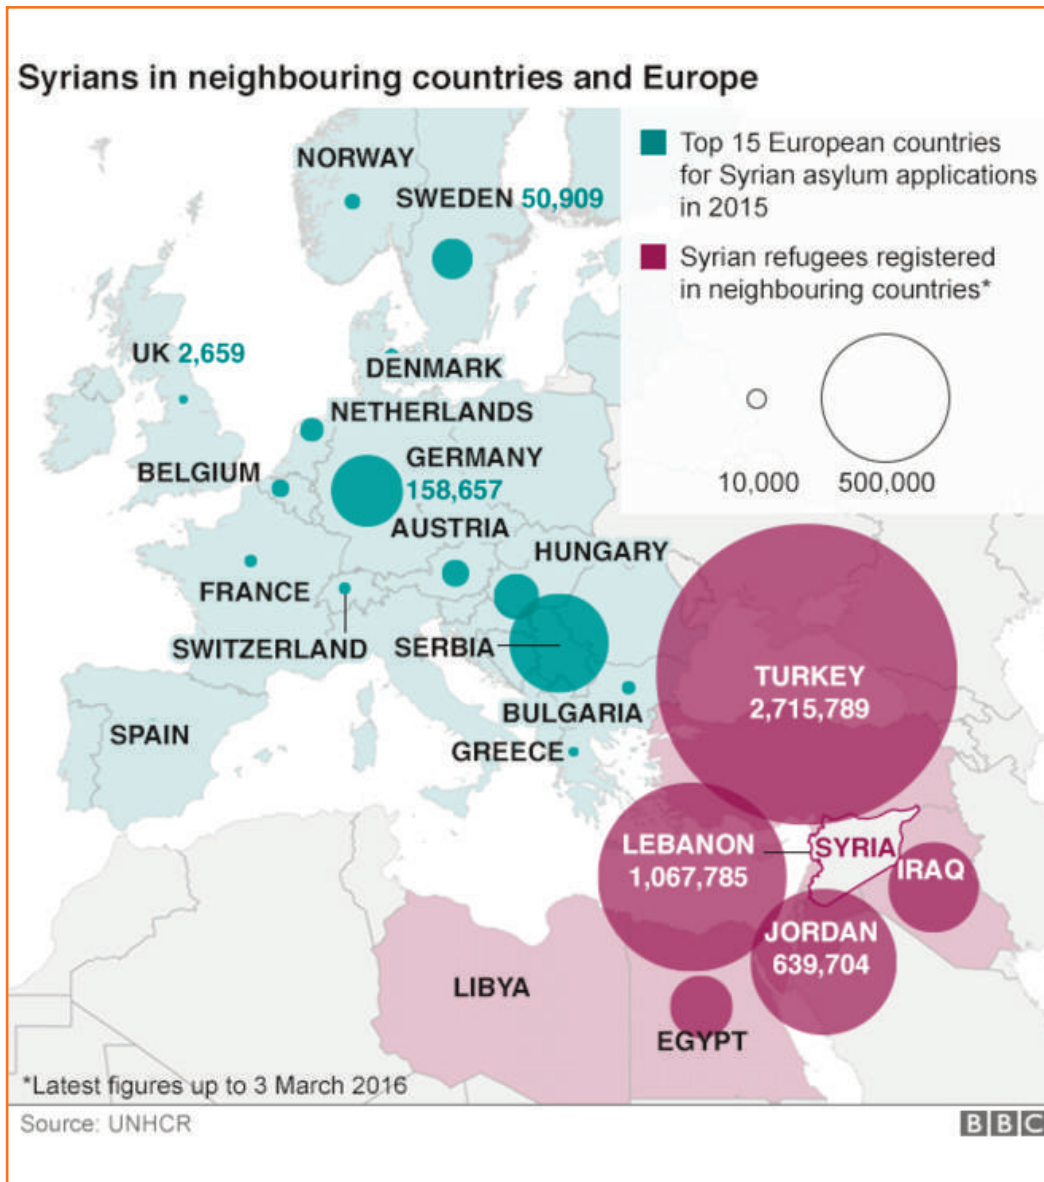 Syrians in neighbouring countries and Europe
Top 15 European countries
for Syrian asylum applications
in 2015
Syrian refugees registered
in neighbouring countries*
10,000
500,000
NORWAY
SWEDEN 50,909
UK 2,659
DENMARK
NETHERLANDS
GERMANY
158,657
BELGIUM
AUSTRIA
HUNGARY
FRANCE
SWITZERLAND
SERBIA
BULGARIA
SPAIN
GREECE
TURKEY
2,715,789
LEBANON
1,067,785
SYRIA
IRAQ
JORDAN
639,704
LIBYA
EGYPT
*Latest figures up to 3 March 2016
Source: UNHCR
BBC